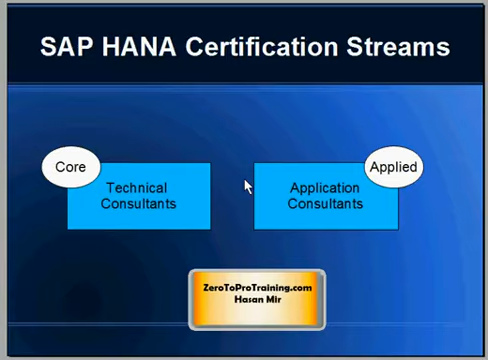 SAP HANA Certification Streams
Core
Technical
Consultants
Applied
Application
Consultants
ZeroToProTraining.com
Hasan Mir